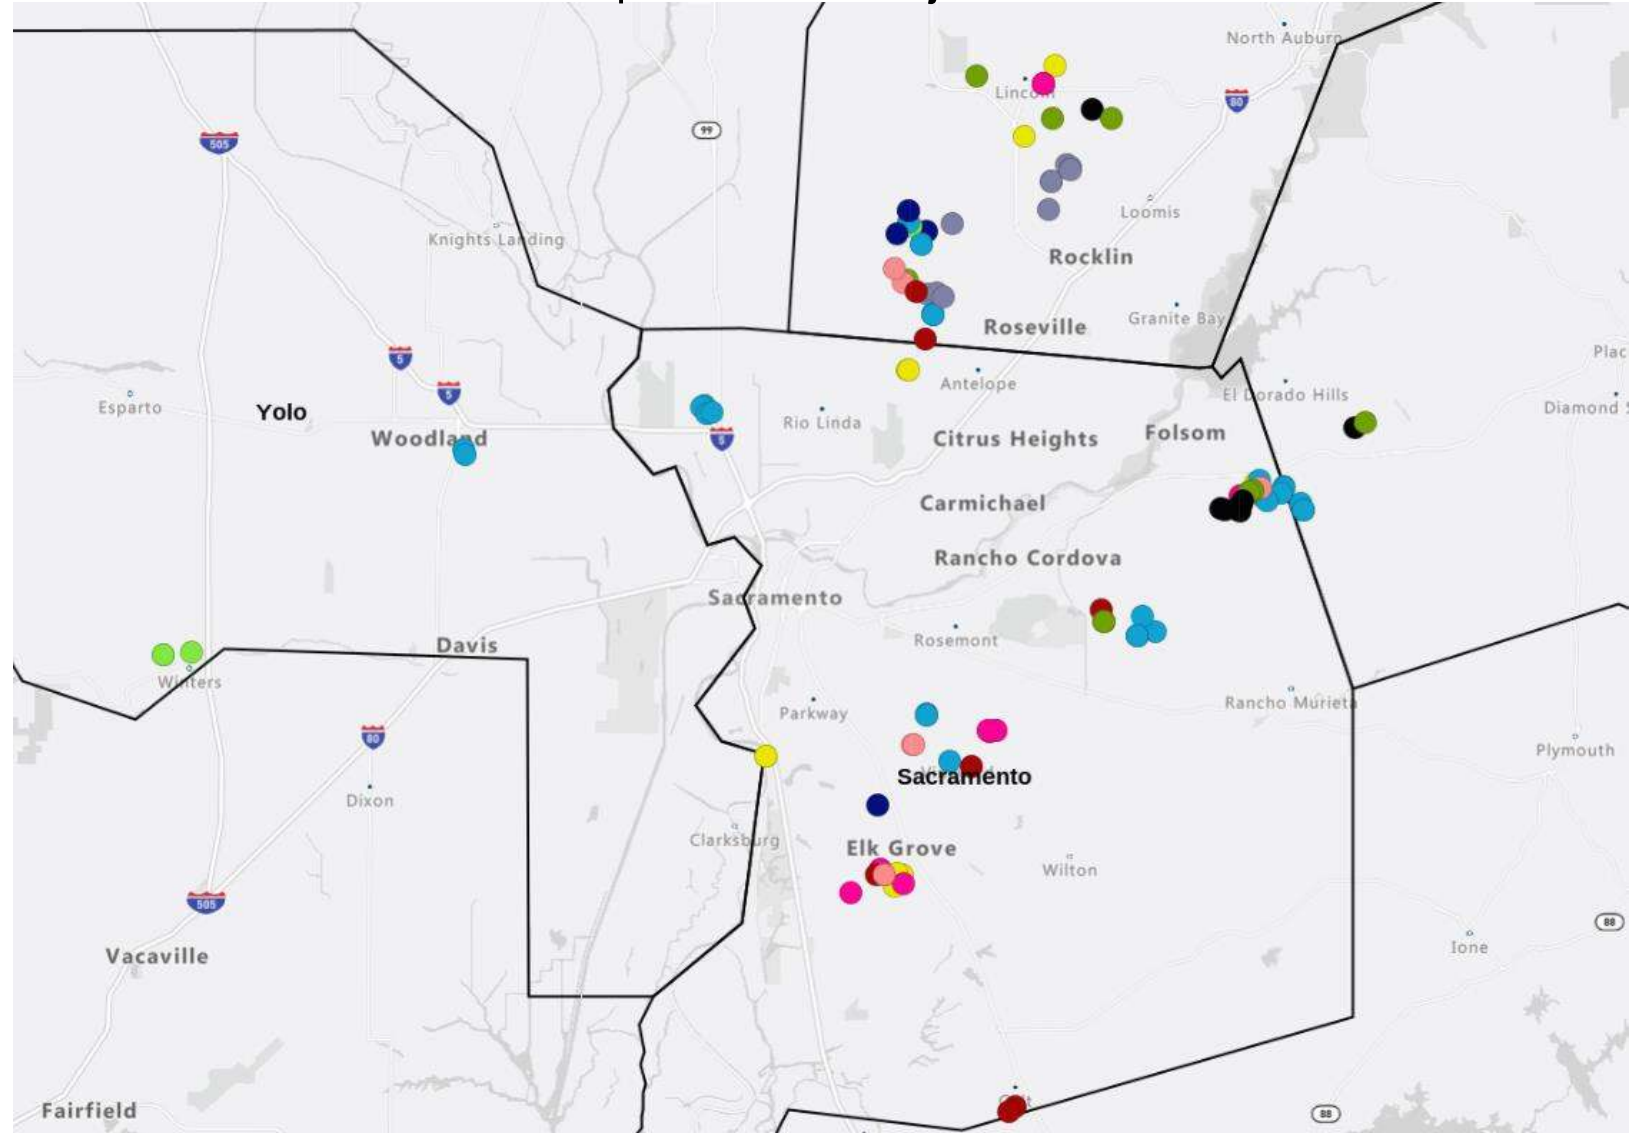 North Auburn
Lincoln
80
99
505
Loomis
Knights Landing
Rocklin
Granite Bay
Roseville
5
Plac
Antelope
El Dorado Hills
5
Esparto
Yolo
Diamond S
Rio Linda
Woodland
5
Citrus Heights
Folsom
Carmichael
Rancho Cordova
Sacramento
Rosemont
Davis
Winters
Rancho Murieta
Parkway
80
Plymouth
Sacramento
Dixon
Clarksburg
Elk Grove
Wilton
505
88
Ione
Vacaville
Fairfield
88